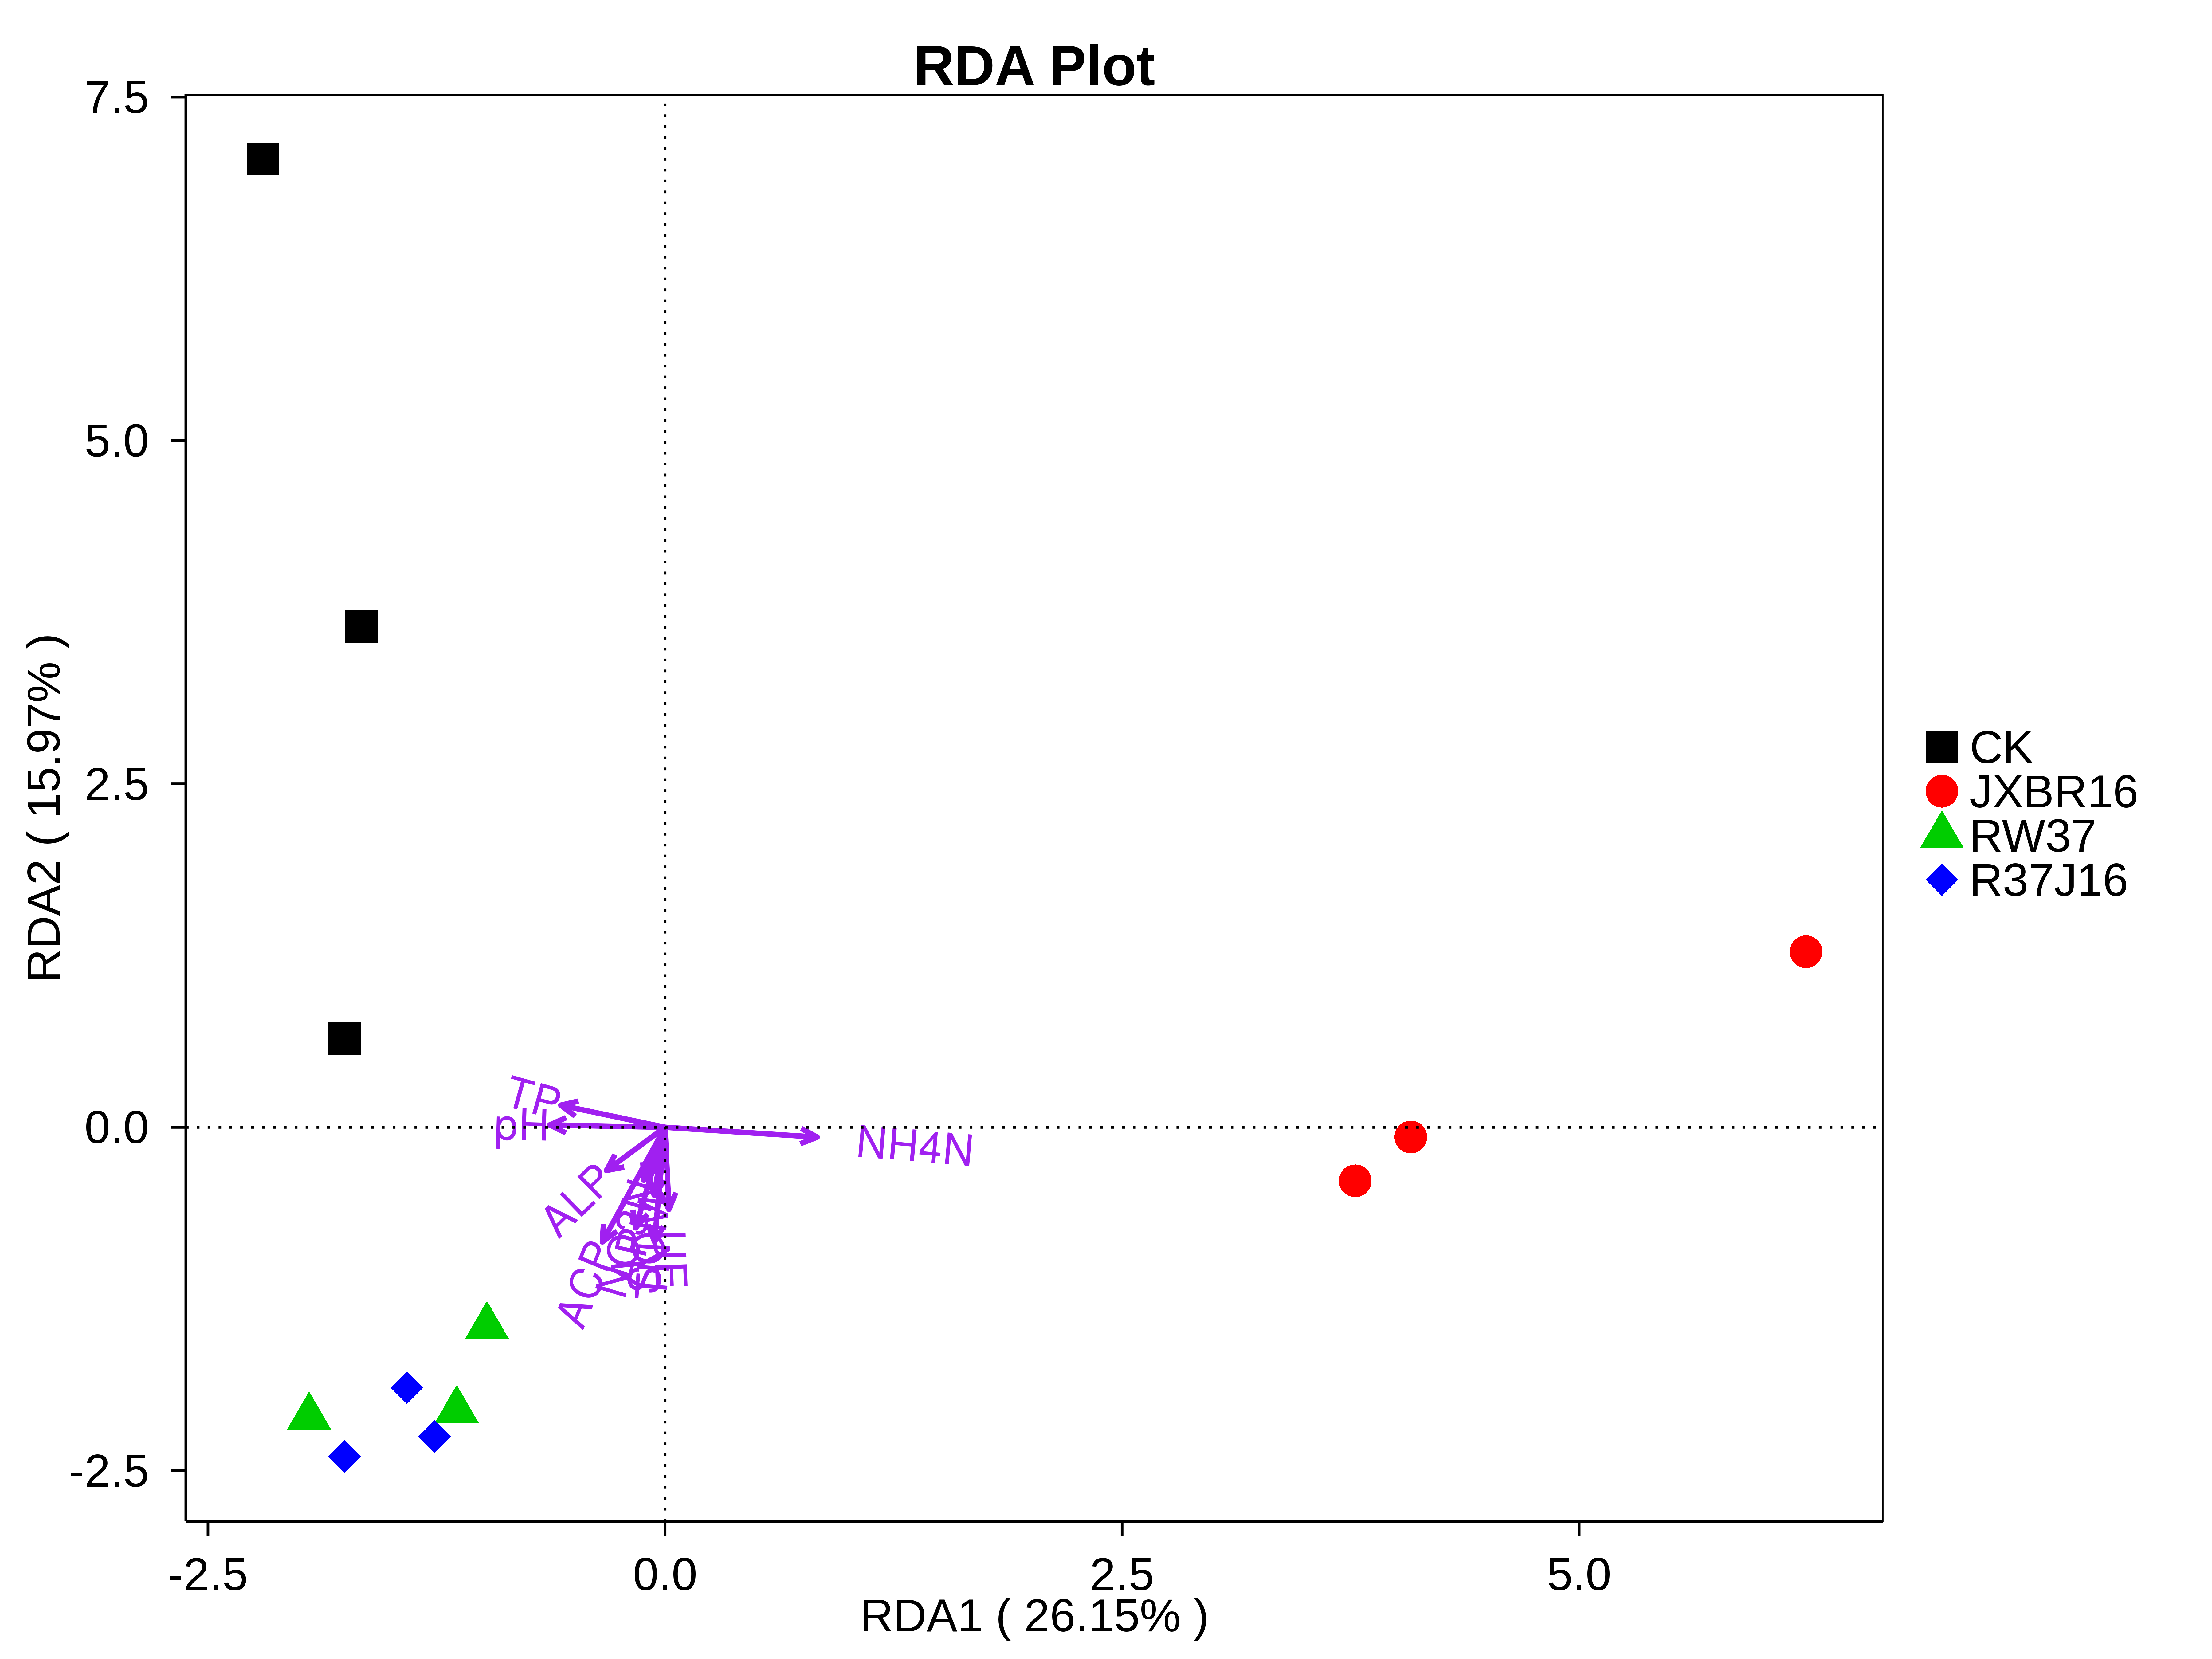 RDA Plot
7.5
5.0
2.5
0.0
-2.5
RDA2 ( 15.97% )
TP
pH
NH4N
ALP
ACP
-2.5
0.0
2.5
5.0
RDA1 ( 26.15% )
CK
JXBR16
RW37
R37J16